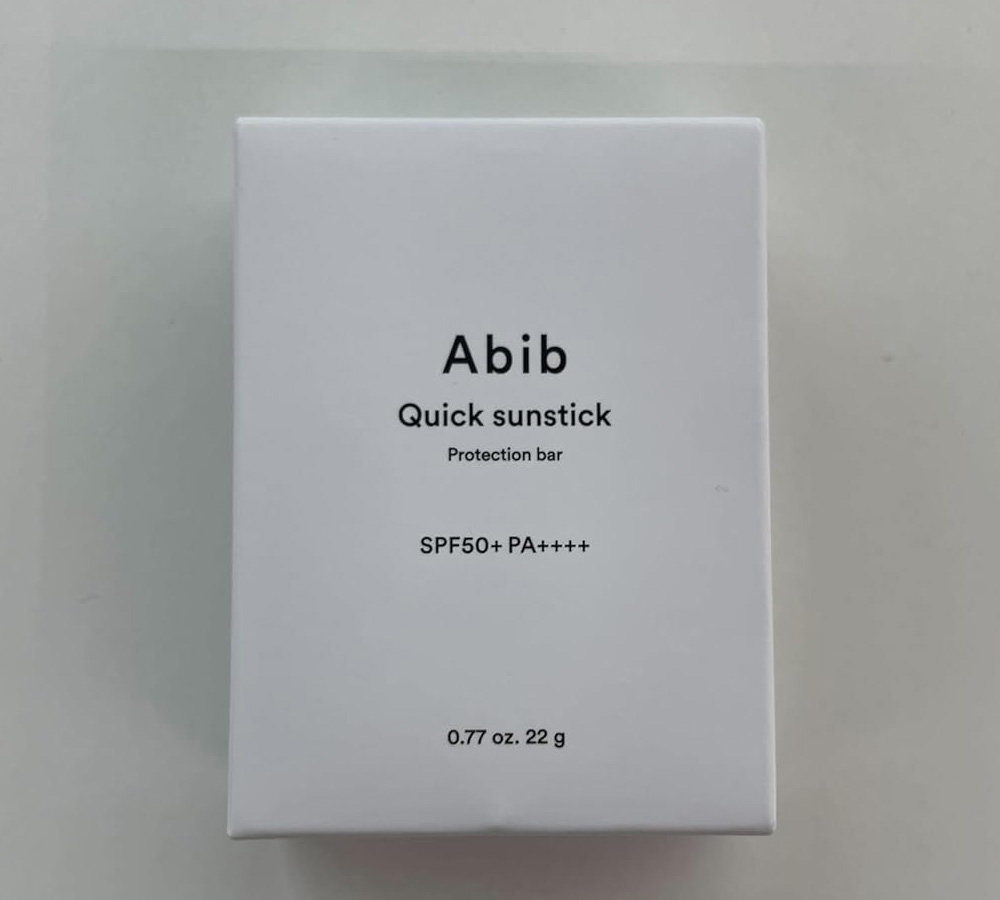 Abib
Quick sunstick
Protection bar
SPF50+ PA++++
0.77 oz. 22 g